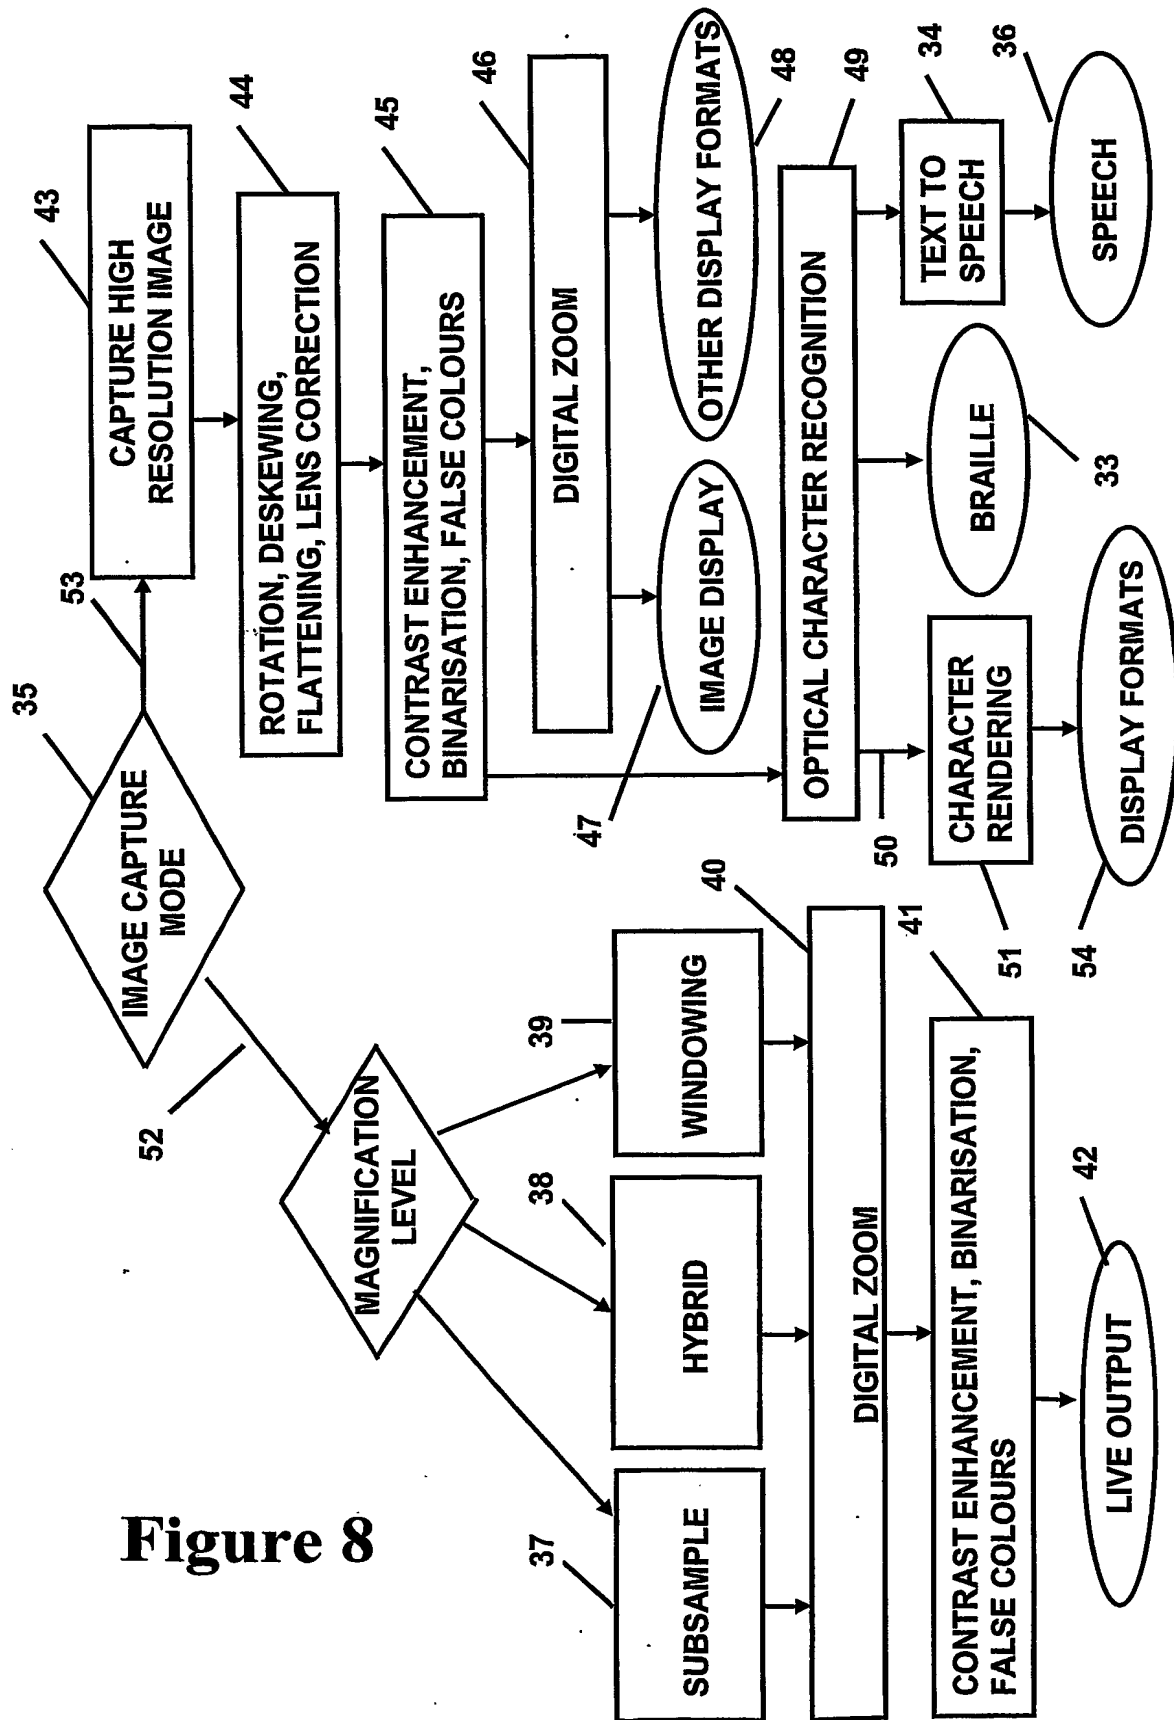 35
IMAGE CAPTURE
MODE
53
43
CAPTURE HIGH
RESOLUTION IMAGE
44
ROTATION, DESKEWING,
FLATTENING, LENS CORRECTION
45
CONTRAST ENHANCEMENT,
BINARISATION, FALSE COLOURS
46
DIGITAL ZOOM
47
IMAGE DISPLAY
OTHER DISPLAY FORMATS
48
OPTICAL CHARACTER RECOGNITION
49
50
CHARACTER
RENDERING
51
DISPLAY FORMATS
54
BRAILLE
33
TEXT TO
SPEECH
34
SPEECH
36
52
MAGNIFICATION
LEVEL
37
SUBSAMPLE
38
HYBRID
39
WINDOWING
40
DIGITAL ZOOM
41
CONTRAST ENHANCEMENT, BINARISATION,
FALSE COLOURS
42
LIVE OUTPUT
Figure 8